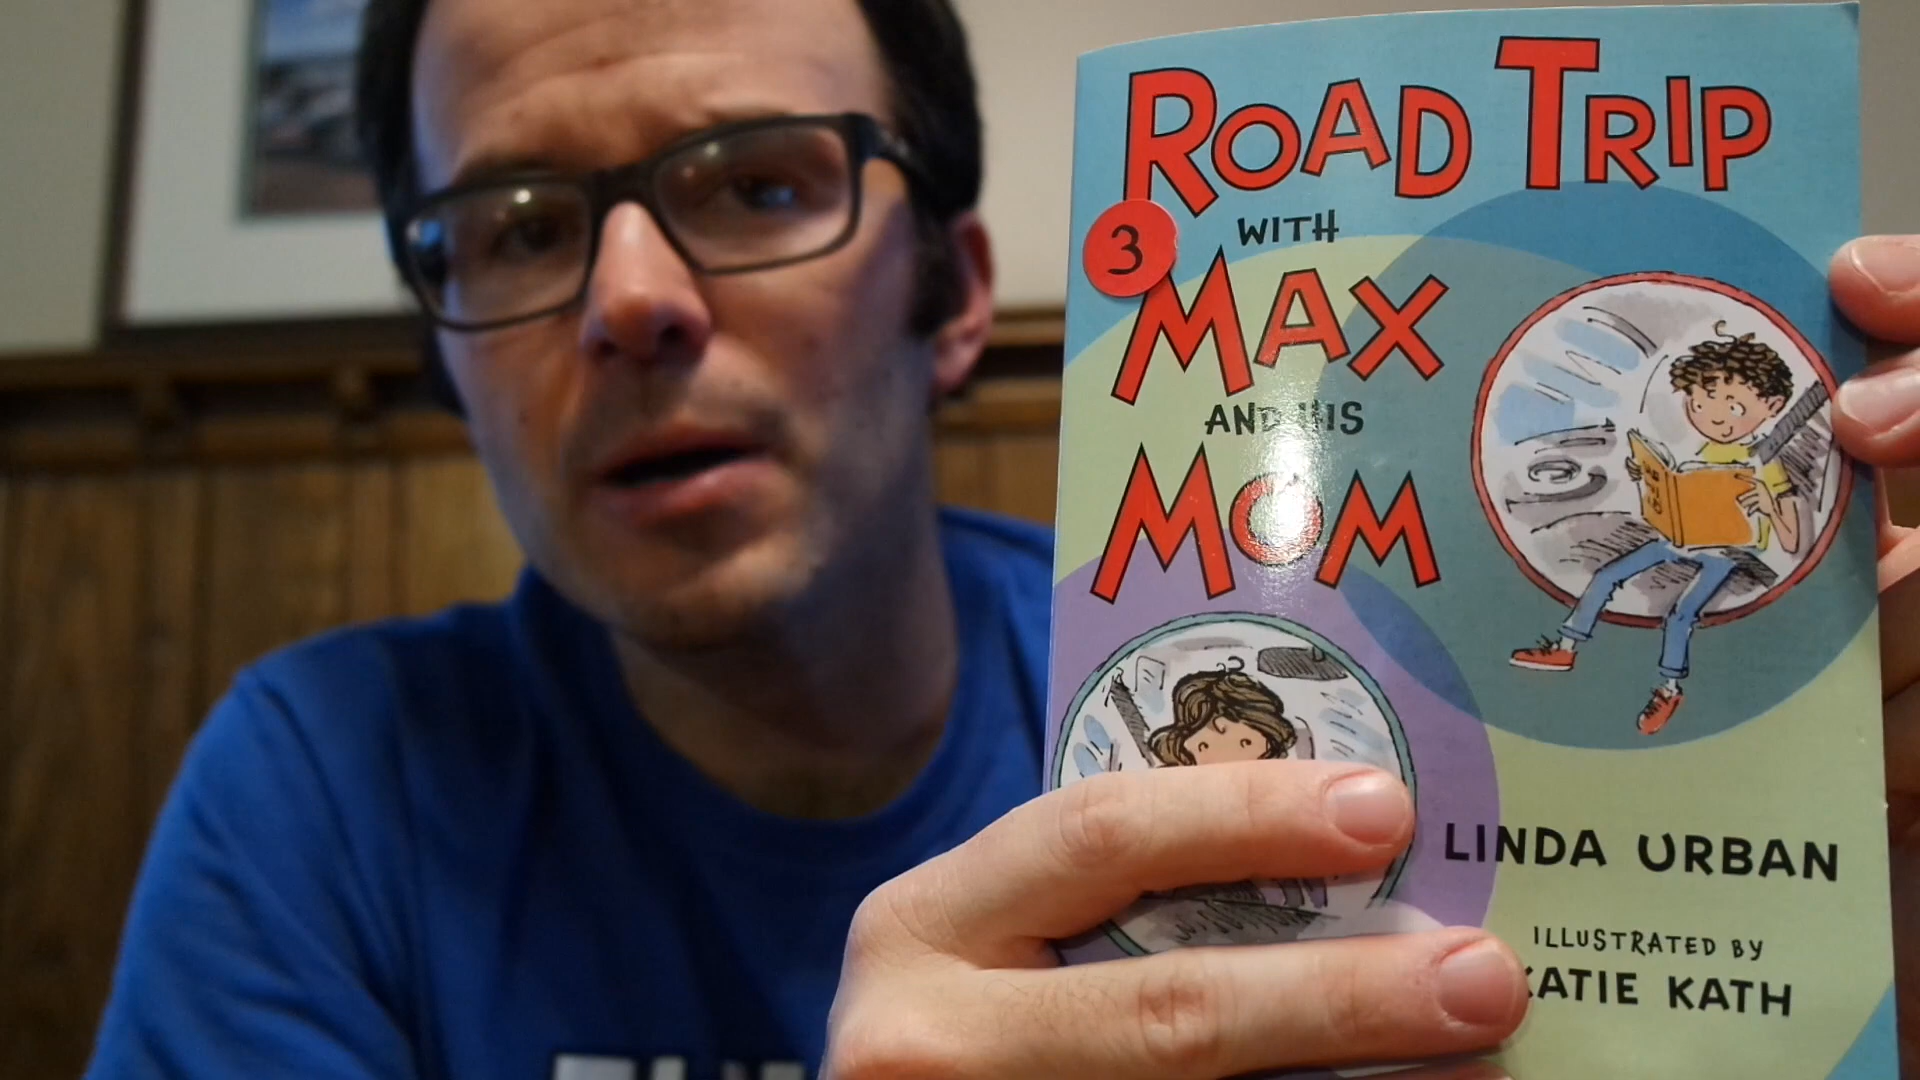 ROAD TRIP
WITH
3
MAX
AND HIS
MOM
LINDA URBAN
ILLUSTRATED BY
KATIE KATH